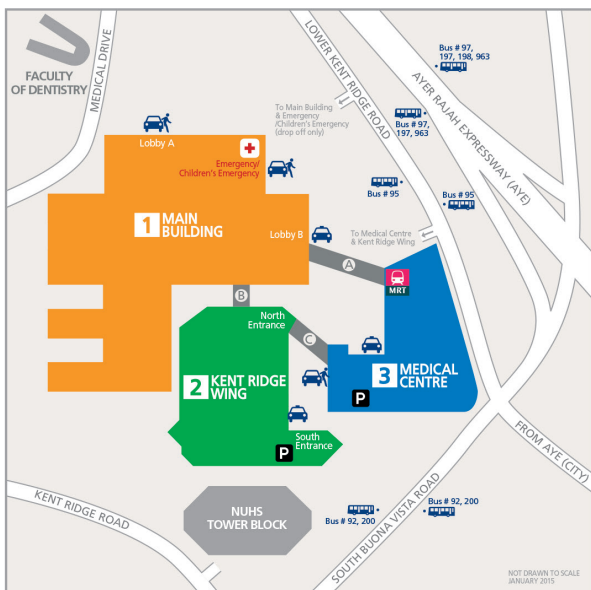 FACULTY
OF DENTISTRY
MEDICAL DRIVE
LOWER KENT RIDGE ROAD
Bus # 97,
197, 198, 963
AYER RAJAH EXPRESSWAY (AYE)
To Main Building
& Emergency
/Children's Emergency
(drop off only)
Bus # 97,
197, 963
Lobby A
Emergency/
Children's Emergency
Bus #95
Bus #95
1 MAIN
BUILDING
Lobby B
To Medical Centre
& Kent Ridge Wing
A
MRT
B
North
Entrance
C
2 KENT RIDGE
WING
3 MEDICAL
CENTRE
P
South
Entrance
P
FROM AYE (CITY)
KENT RIDGE ROAD
NUHS
TOWER BLOCK
SOUTH BUONA VISTA ROAD
Bus # 92, 200
Bus # 92, 200
NOT DRAWN TO SCALE
JANUARY 2015